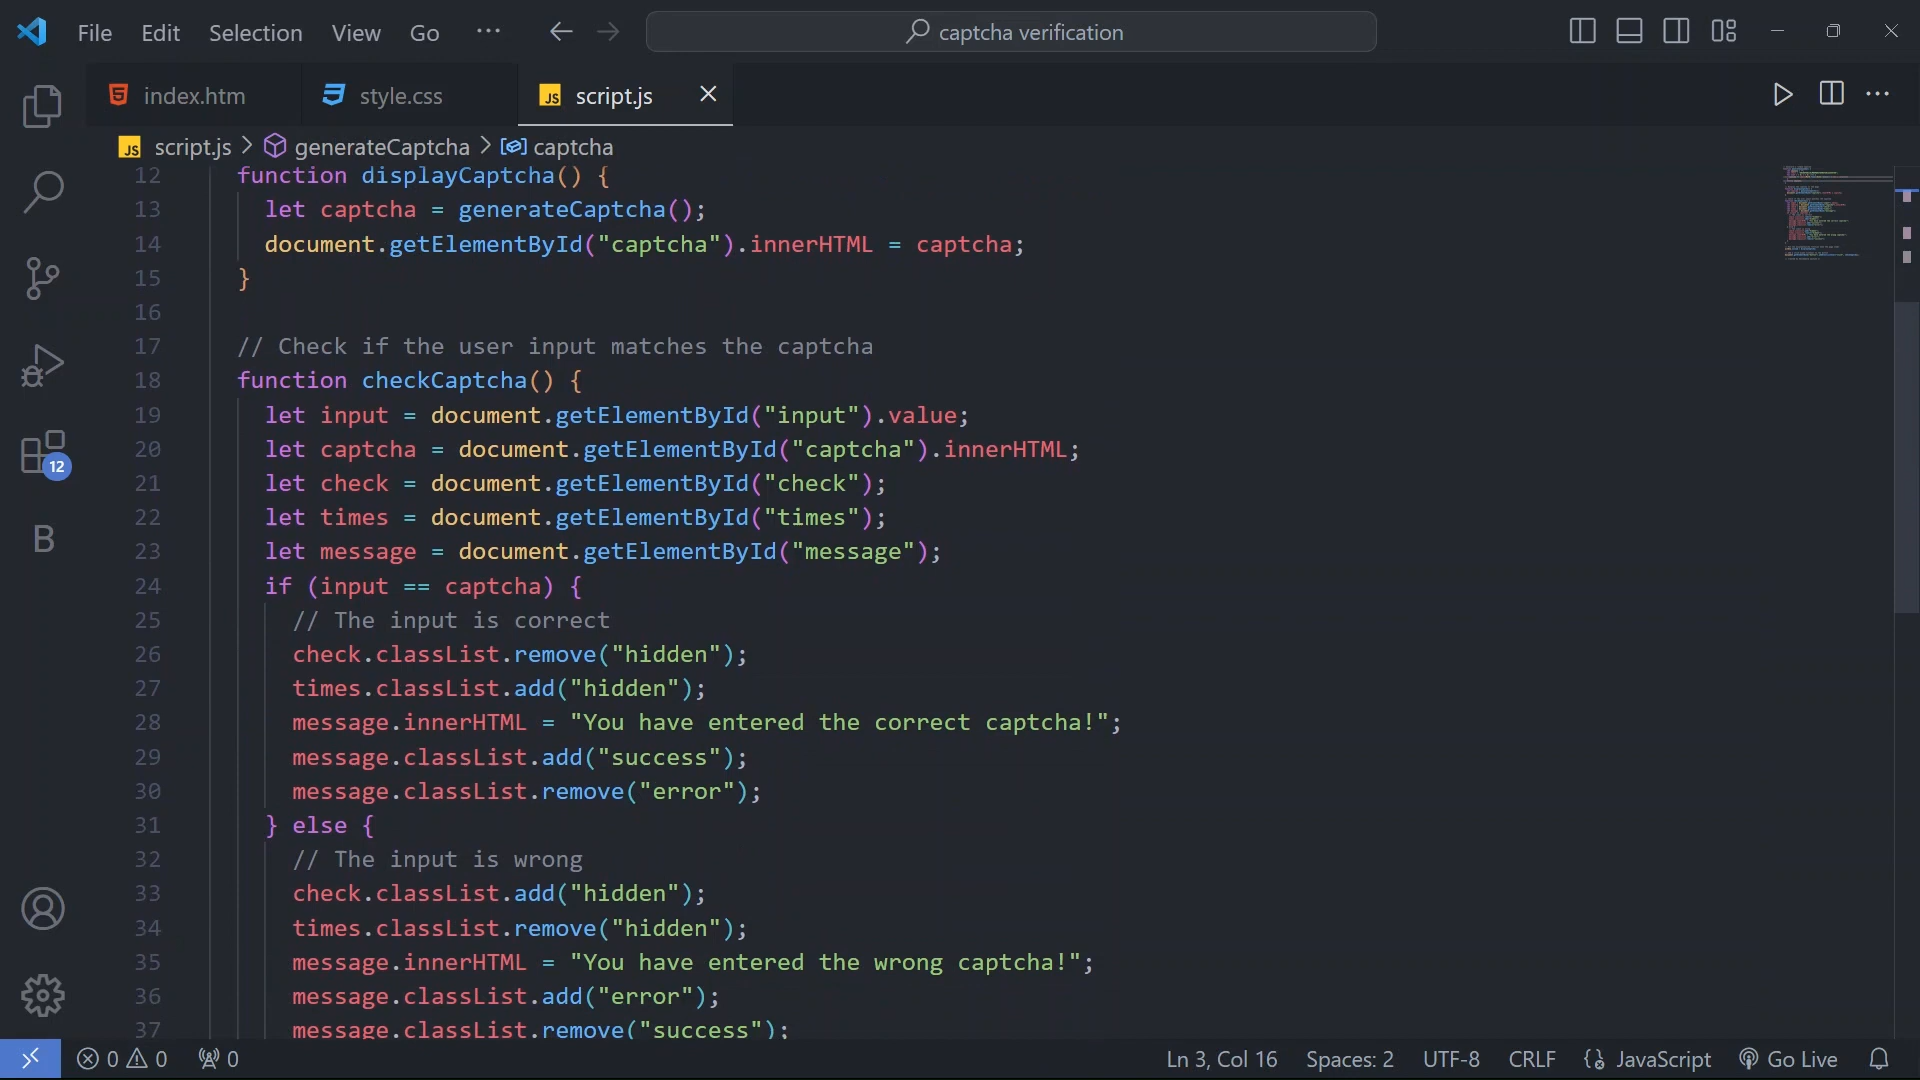 File Edit Selection View Go ··· captcha verification
index.htm style.css JS script.js
JS script.js > generateCaptcha > captcha
12 function displayCaptcha() {
13 let captcha = generateCaptcha();
14 document.getElementById("captcha").innerHTML = captcha;
15 }
16
17 // Check if the user input matches the captcha
18 function checkCaptcha() {
19 let input = document.getElementById("input").value;
20 let captcha = document.getElementById("captcha").innerHTML;
21 let check = document.getElementById("check");
22 let times = document.getElementById("times");
23 let message = document.getElementById("message");
24 if (input == captcha) {
25 // The input is correct
26 check.classList.remove("hidden");
27 times.classList.add("hidden");
28 message.innerHTML = "You have entered the correct captcha!";
29 message.classList.add("success");
30 message.classList.remove("error");
31 } else {
32 // The input is wrong
33 check.classList.add("hidden");
34 times.classList.remove("hidden");
35 message.innerHTML = "You have entered the wrong captcha!";
36 message.classList.add("error");
37 message.classList.remove("success");
12
B
0 0 0 Ln 3, Col 16 Spaces: 2 UTF-8 CRLF JavaScript Go Live